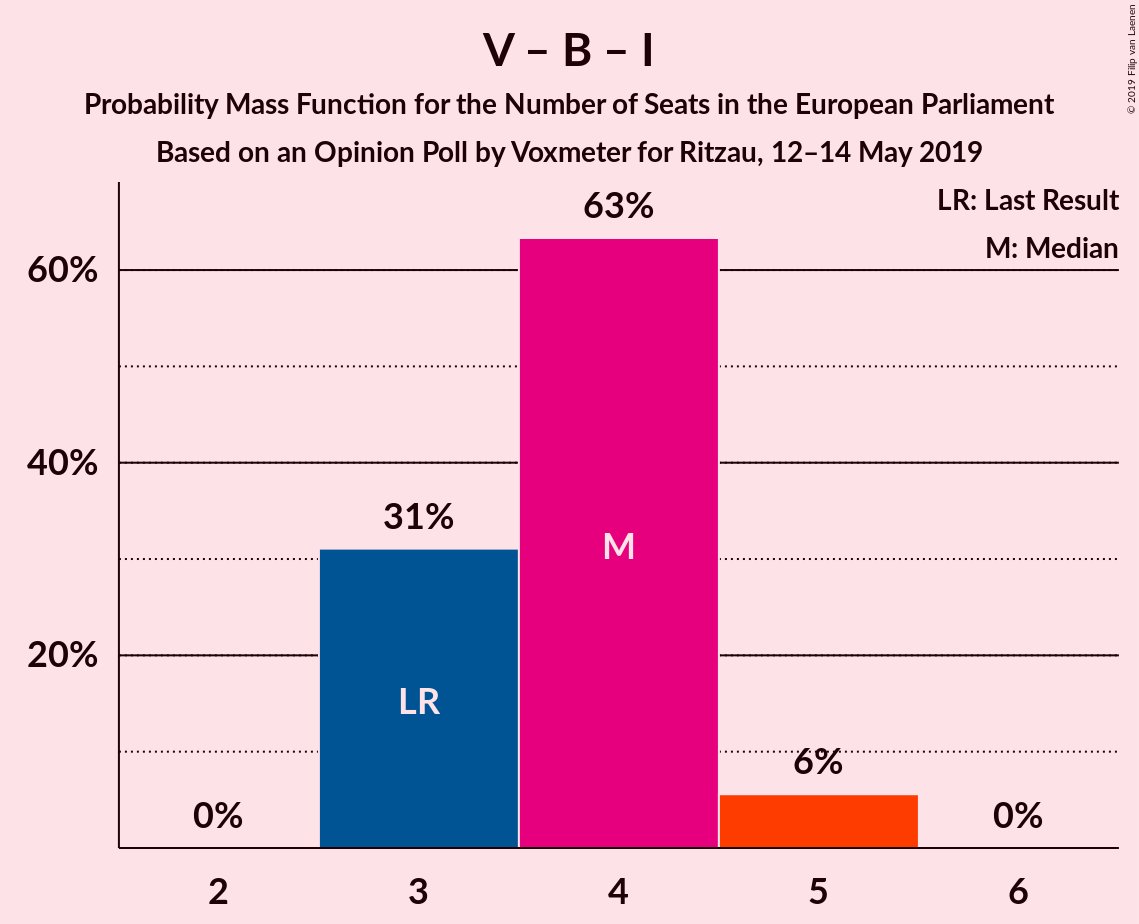 V – B – I
Probability Mass Function for the Number of Seats in the European Parliament
Based on an Opinion Poll by Voxmeter for Ritzau, 12–14 May 2019
© 2019 Filip van Laenen
LR: Last Result
M: Median
63%
60%
40%
31%
M
20%
LR
6%
0%
0%
2 3 4 5 6